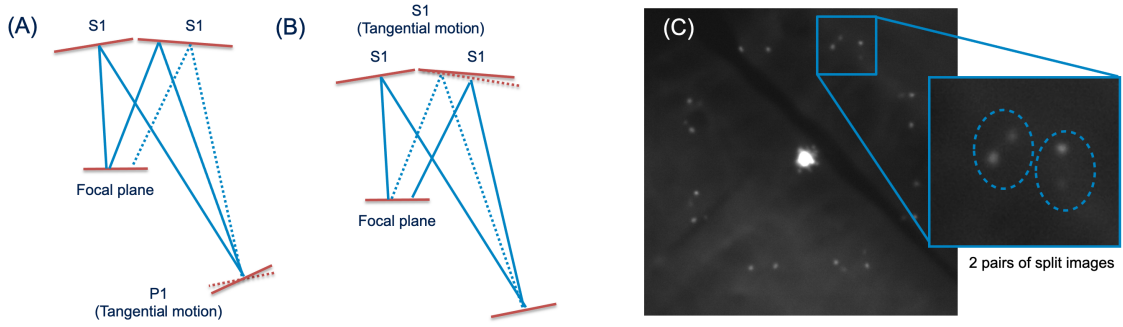 (A)
S1
S1
Focal plane
P1
(Tangential motion)
(B)
S1
(Tangential motion)
S1
S1
Focal plane
(C)
2 pairs of split images